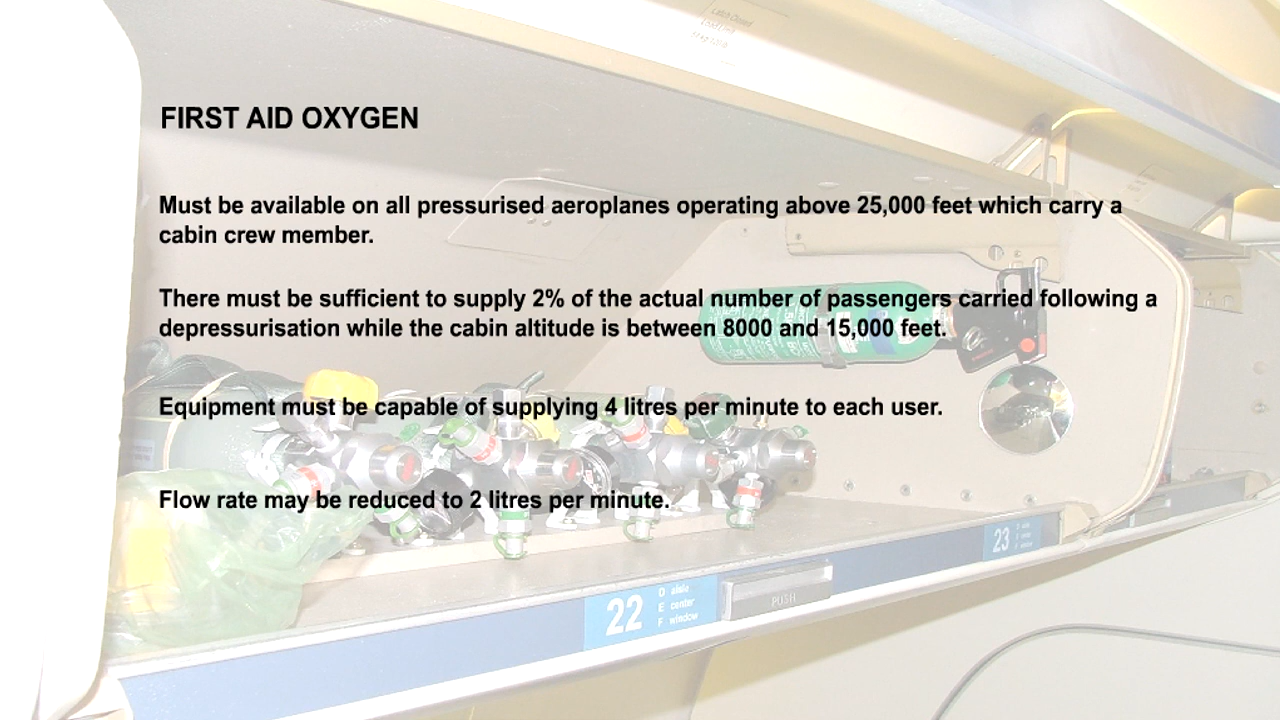 Latch Closed
FIRST AID OXYGEN
Must be available on all pressurised aeroplanes operating above 25,000 feet which carry a
cabin crew member.
There must be sufficient to supply 2% of the actual number of passengers carried following a
depressurisation while the cabin altitude is between 8000 and 15,000 feet.
Equipment must be capable of supplying 4 litres per minute to each user.
Flow rate may be reduced to 2 litres per minute.
23
22
D aisle
E center
F window
PUSH